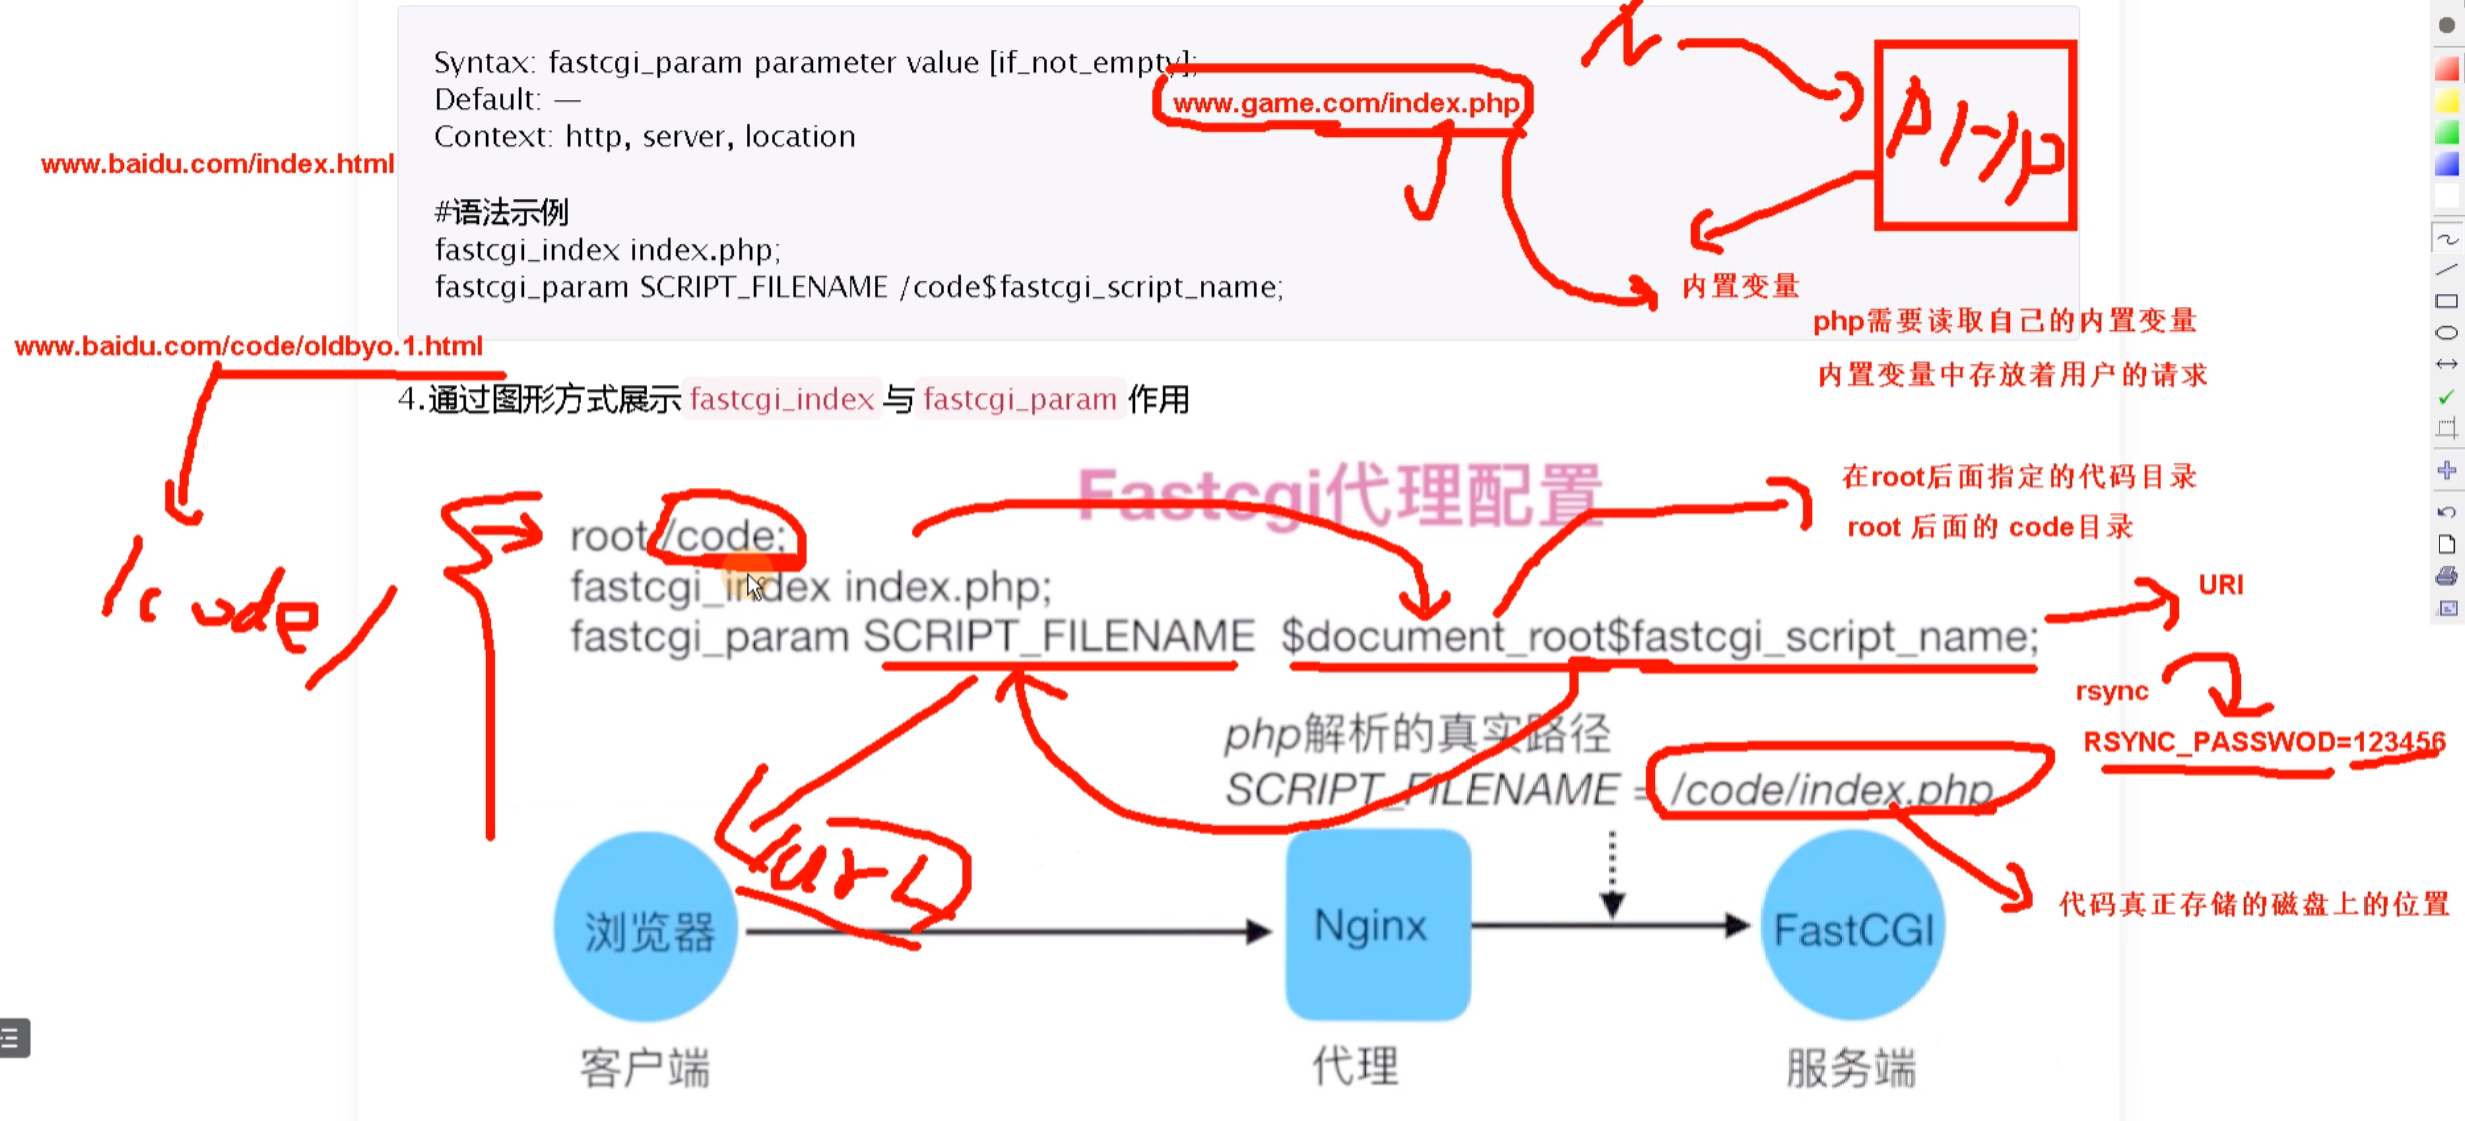 Syntax: fastcgi_param parameter value [if_not_empty];
Default: —
www.game.com/index.php
Context: http, server, location
N
php
www.baidu.com/index.html
#语法示例
fastcgi_index index.php;
fastcgi_param SCRIPT_FILENAME /code$fastcgi_script_name;
内置变量
php需要读取自己的内置变量
www.baidu.com/code/oldbyo.1.html
内置变量中存放着用户的请求
4.通过图形方式展示 fastcgi_index 与 fastcgi_param 作用
Fastcgi代理配置
在root后面指定的代码目录
root 后面的 code目录
root /code;
fastcgi_index index.php;
URI
/code/
fastcgi_param SCRIPT_FILENAME $document_root$fastcgi_script_name;
rsync
php解析的真实路径
RSYNC_PASSWOD=123456
SCRIPT_FILENAME = /code/index.php
url
代码真正存储的磁盘上的位置
浏览器
Nginx
FastCGI
客户端
代理
服务端